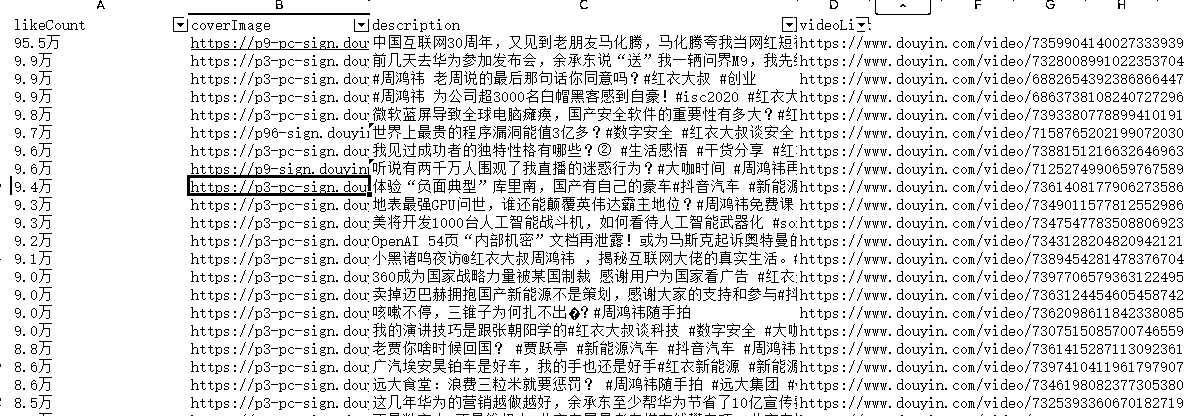 A B C D F G H
likeCount coverImage description videoLi
95.5万 https://p9-pc-sign.dou 中国互联网30周年，又见到老朋友马化腾，马化腾夸我当网红短 https://www.douyin.com/video/7359904140027333939
9.9万 https://p3-pc-sign.dou 前几天去华为参加发布会，余承东说“送”我一辆问界M9，我先 https://www.douyin.com/video/7328008991022353704
9.9万 https://p3-pc-sign.dou #周鸿祎 老周说的最后那句话你同意吗？#红衣大叔 #创业 https://www.douyin.com/video/6882654392386866447
9.9万 https://p3-pc-sign.dou #周鸿祎 为公司超3000名白帽黑客感到自豪！#isc2020 #红衣大 https://www.douyin.com/video/6863738108240727296
9.8万 https://p3-pc-sign.dou 微软蓝屏导致全球电脑瘫痪，国产安全软件的重要性有多大？#红 https://www.douyin.com/video/7393380778899410191
9.7万 https://p96-sign.douyi 世界上最贵的程序漏洞能值3亿多？#数字安全 #红衣大叔谈安全 https://www.douyin.com/video/7158765202199072030
9.6万 https://p3-pc-sign.dou 我见过成功者的独特性格有哪些？② #生活感悟 #干货分享 #红 https://www.douyin.com/video/7388151216632646963
9.6万 https://p9-sign.douyin 听说有两千万人围观了我直播的迷惑行为？#大咖时间 #周鸿祎再 https://www.douyin.com/video/7125274990659767589
9.4万 https://p3-pc-sign.dou 体验“负面典型”库里南，国产有自己的豪车#抖音汽车 #新能源 https://www.douyin.com/video/7361408177906273586
9.3万 https://p3-pc-sign.dou 地表最强GPU问世，谁还能颠覆英伟达霸主地位？#周鸿祎免费课 https://www.douyin.com/video/7349011577812552986
9.3万 https://p3-pc-sign.dou 美将开发1000台人工智能战斗机，如何看待人工智能武器化 #so https://www.douyin.com/video/7347547783508806923
9.2万 https://p3-pc-sign.dou OpenAI 54页“内部机密”文档再泄露！或为马斯克起诉奥特曼的 https://www.douyin.com/video/7343128204820942121
9.1万 https://p3-pc-sign.dou 小黑诸鸣夜访@红衣大叔周鸿祎 ，揭秘互联网大佬的真实生活。 https://www.douyin.com/video/7389454281478376704
9.0万 https://p3-pc-sign.dou 360成为国家战略力量被某国制裁 感谢用户为国家看广告 #红衣 https://www.douyin.com/video/7397706579363122495
9.0万 https://p3-pc-sign.dou 卖掉迈巴赫拥抱国产新能源不是策划，感谢大家的支持和参与#抖 https://www.douyin.com/video/7363124454605458742
9.0万 https://p3-pc-sign.dou 咳嗽不停，三锥子为何扎不出�？#周鸿祎随手拍 https://www.douyin.com/video/7362098611842338085
9.0万 https://p3-pc-sign.dou 我的演讲技巧是跟张朝阳学的#红衣大叔谈科技 #数字安全 #大咖 https://www.douyin.com/video/7307515085700746559
8.8万 https://p3-pc-sign.dou 老贾你啥时候回国？ #贾跃亭 #新能源汽车 #抖音汽车 #周鸿祎 https://www.douyin.com/video/7361415287113092361
8.6万 https://p3-pc-sign.dou 广汽埃安昊铂车是好车，我的手也还是好手#红衣新能源 #新能源 https://www.douyin.com/video/7397410411961797907
8.6万 https://p3-pc-sign.dou 远大食堂：浪费三粒米就要惩罚？ #周鸿祎随手拍 #远大集团 # https://www.douyin.com/video/7346198082377305380
8.5万 https://p3-pc-sign.dou 这几年华为的营销越做越好，余承东至少帮华为节省了10亿宣传 https://www.douyin.com/video/7325393360670182719